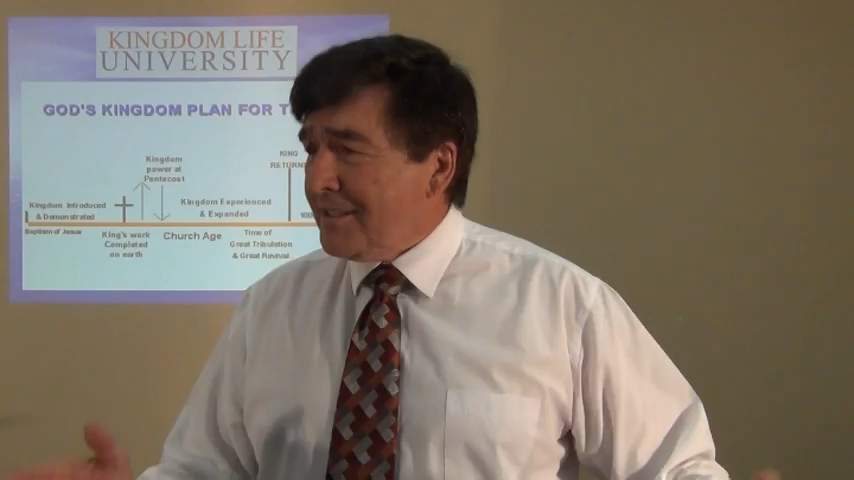 KINGDOM LIFE
UNIVERSITY
GOD'S KINGDOM PLAN FOR T
Kingdom
power at
Pentecost
KING
RETURN
Kingdom Introduced
& Demonstrated
Kingdom Experienced
& Expanded
100
Baptism of Jesus
King's work
Completed
on earth
Church Age
Time of
Great Tribulation
& Great Revival